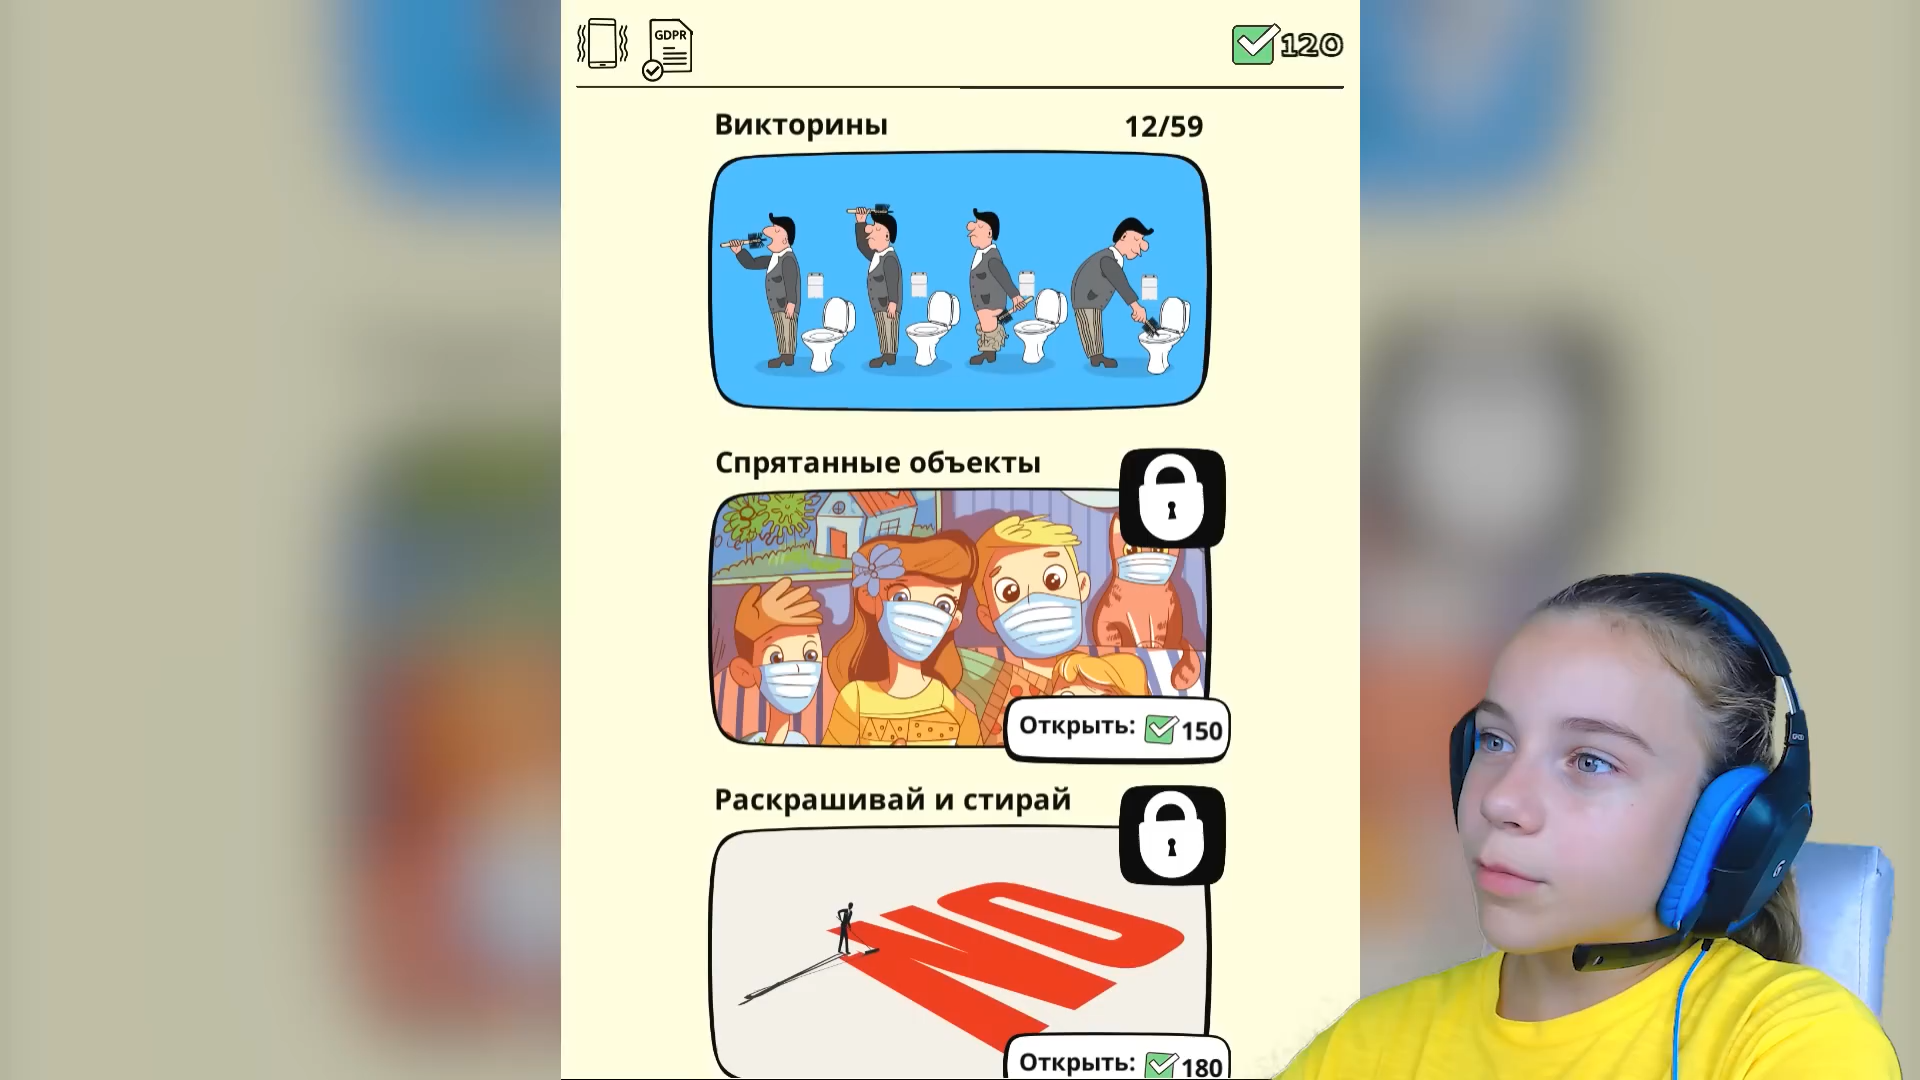 GDPR
120
Викторины
12/59
Спрятанные объекты
Открыть: 150
Раскрашивай и стирай
NO
Открыть: 180